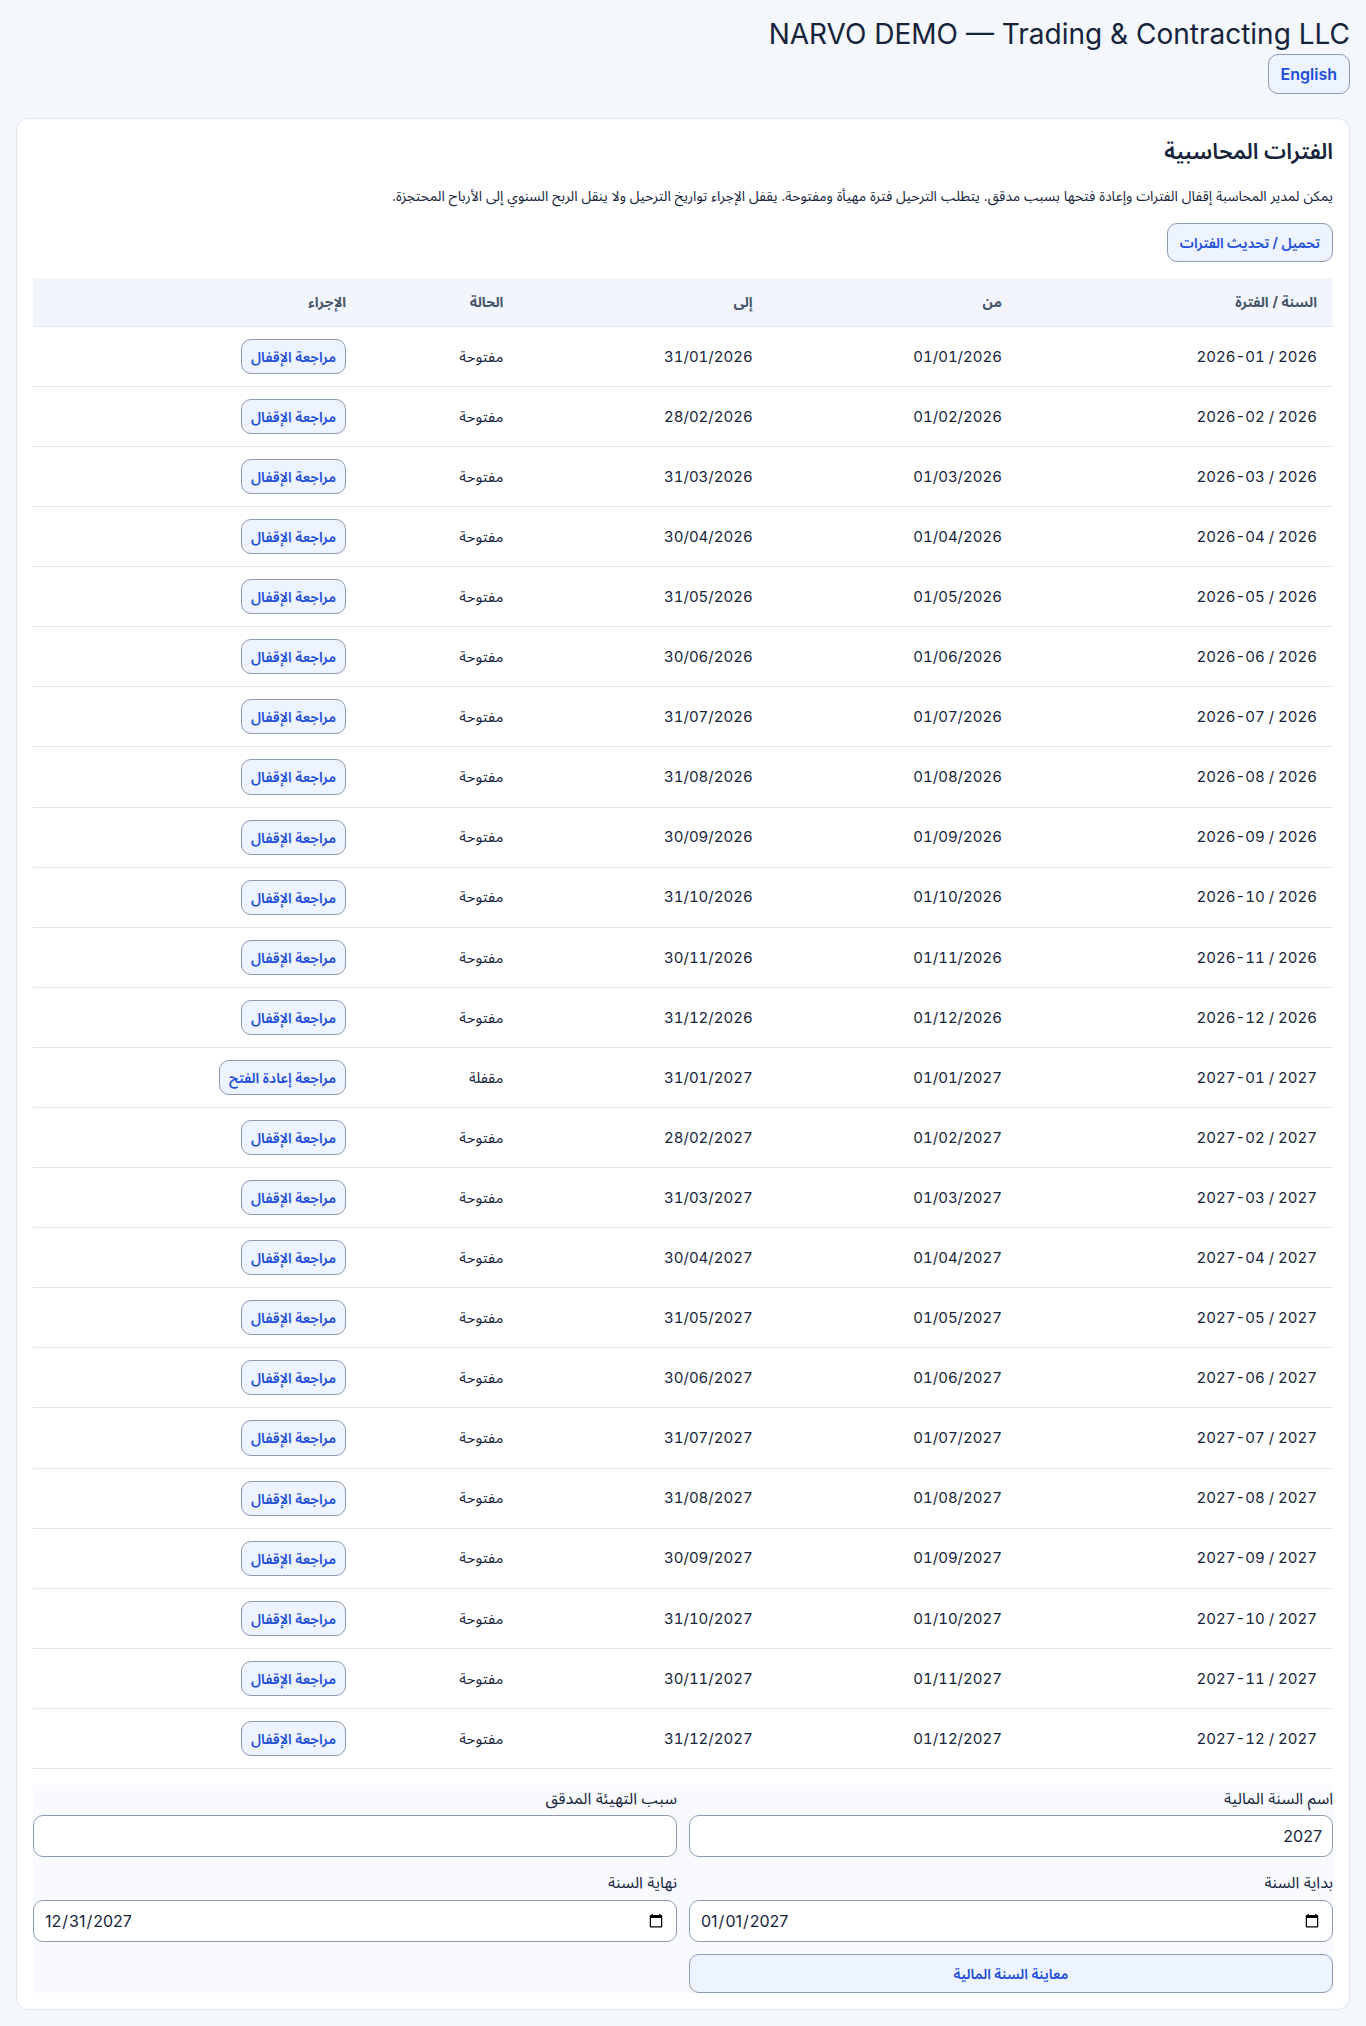 NARVO DEMO — Trading & Contracting LLC
English
الفترات المحاسبية
يمكن لمدير المحاسبة إقفال الفترات وإعادة فتحها بسبب مدقق. يتطلب الترحيل فترة مهيأة ومفتوحة. يقفل الإجراء تواريخ الترحيل ولا ينقل الربح السنوي إلى الأرباح المحتجزة.
تحميل / تحديث الفترات
السنة / الفترة من إلى الحالة الإجراء
2026 / 2026-01 01/01/2026 31/01/2026 مفتوحة مراجعة الإقفال
2026 / 2026-02 01/02/2026 28/02/2026 مفتوحة مراجعة الإقفال
2026 / 2026-03 01/03/2026 31/03/2026 مفتوحة مراجعة الإقفال
2026 / 2026-04 01/04/2026 30/04/2026 مفتوحة مراجعة الإقفال
2026 / 2026-05 01/05/2026 31/05/2026 مفتوحة مراجعة الإقفال
2026 / 2026-06 01/06/2026 30/06/2026 مفتوحة مراجعة الإقفال
2026 / 2026-07 01/07/2026 31/07/2026 مفتوحة مراجعة الإقفال
2026 / 2026-08 01/08/2026 31/08/2026 مفتوحة مراجعة الإقفال
2026 / 2026-09 01/09/2026 30/09/2026 مفتوحة مراجعة الإقفال
2026 / 2026-10 01/10/2026 31/10/2026 مفتوحة مراجعة الإقفال
2026 / 2026-11 01/11/2026 30/11/2026 مفتوحة مراجعة الإقفال
2026 / 2026-12 01/12/2026 31/12/2026 مفتوحة مراجعة الإقفال
2027 / 2027-01 01/01/2027 31/01/2027 مقفلة مراجعة إعادة الفتح
2027 / 2027-02 01/02/2027 28/02/2027 مفتوحة مراجعة الإقفال
2027 / 2027-03 01/03/2027 31/03/2027 مفتوحة مراجعة الإقفال
2027 / 2027-04 01/04/2027 30/04/2027 مفتوحة مراجعة الإقفال
2027 / 2027-05 01/05/2027 31/05/2027 مفتوحة مراجعة الإقفال
2027 / 2027-06 01/06/2027 30/06/2027 مفتوحة مراجعة الإقفال
2027 / 2027-07 01/07/2027 31/07/2027 مفتوحة مراجعة الإقفال
2027 / 2027-08 01/08/2027 31/08/2027 مفتوحة مراجعة الإقفال
2027 / 2027-09 01/09/2027 30/09/2027 مفتوحة مراجعة الإقفال
2027 / 2027-10 01/10/2027 31/10/2027 مفتوحة مراجعة الإقفال
2027 / 2027-11 01/11/2027 30/11/2027 مفتوحة مراجعة الإقفال
2027 / 2027-12 01/12/2027 31/12/2027 مفتوحة مراجعة الإقفال
اسم السنة المالية سبب التهيئة المدقق
2027
بداية السنة نهاية السنة
01/01/2027 12/31/2027
معاينة السنة المالية